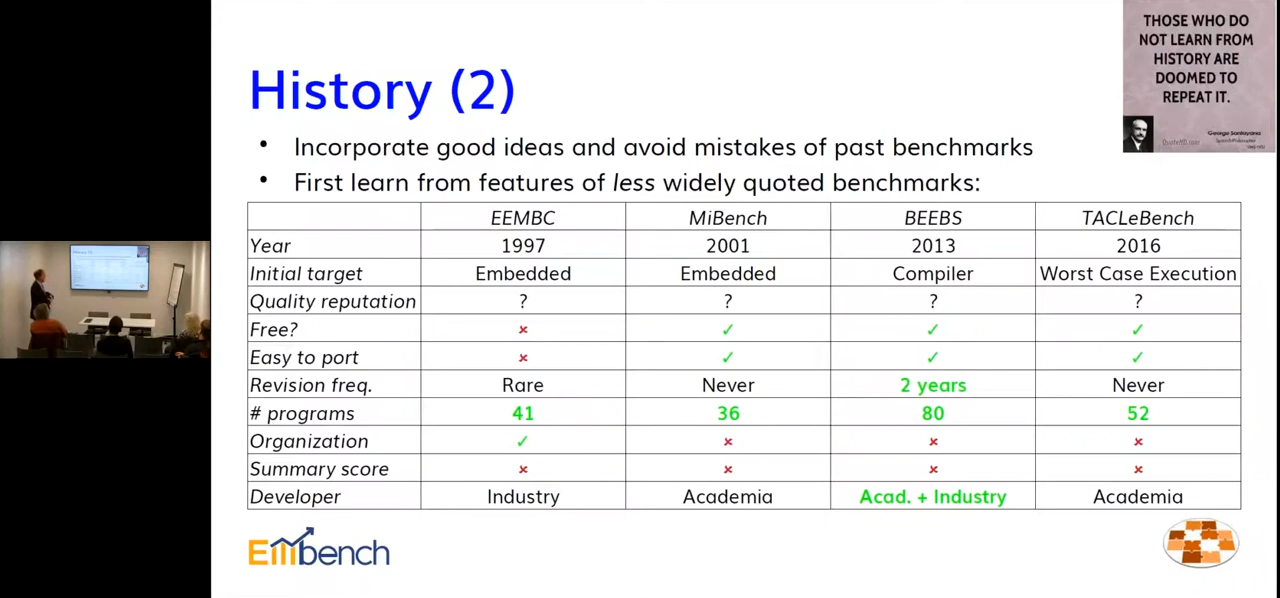 THOSE WHO DO
NOT LEARN FROM
HISTORY ARE
DOOMED TO
REPEAT IT.
George Santayana
QuoteHD.com
History (2)
• Incorporate good ideas and avoid mistakes of past benchmarks
• First learn from features of less widely quoted benchmarks:
EEMBC MiBench BEEBS TACLeBench
Year 1997 2001 2013 2016
Initial target Embedded Embedded Compiler Worst Case Execution
Quality reputation ? ? ? ?
Free? × ✓ ✓ ✓
Easy to port × ✓ ✓ ✓
Revision freq. Rare Never 2 years Never
# programs 41 36 80 52
Organization ✓ × × ×
Summary score × × × ×
Developer Industry Academia Acad. + Industry Academia
Embench